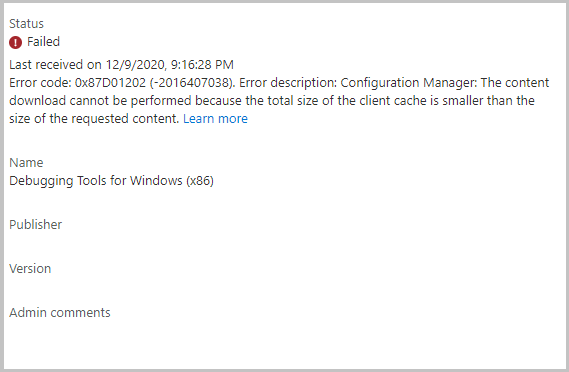 Status
Failed
Last received on 12/9/2020, 9:16:28 PM
Error code: 0x87D01202 (-2016407038). Error description: Configuration Manager: The content
download cannot be performed because the total size of the client cache is smaller than the
size of the requested content. Learn more
Name
Debugging Tools for Windows (x86)
Publisher
Version
Admin comments